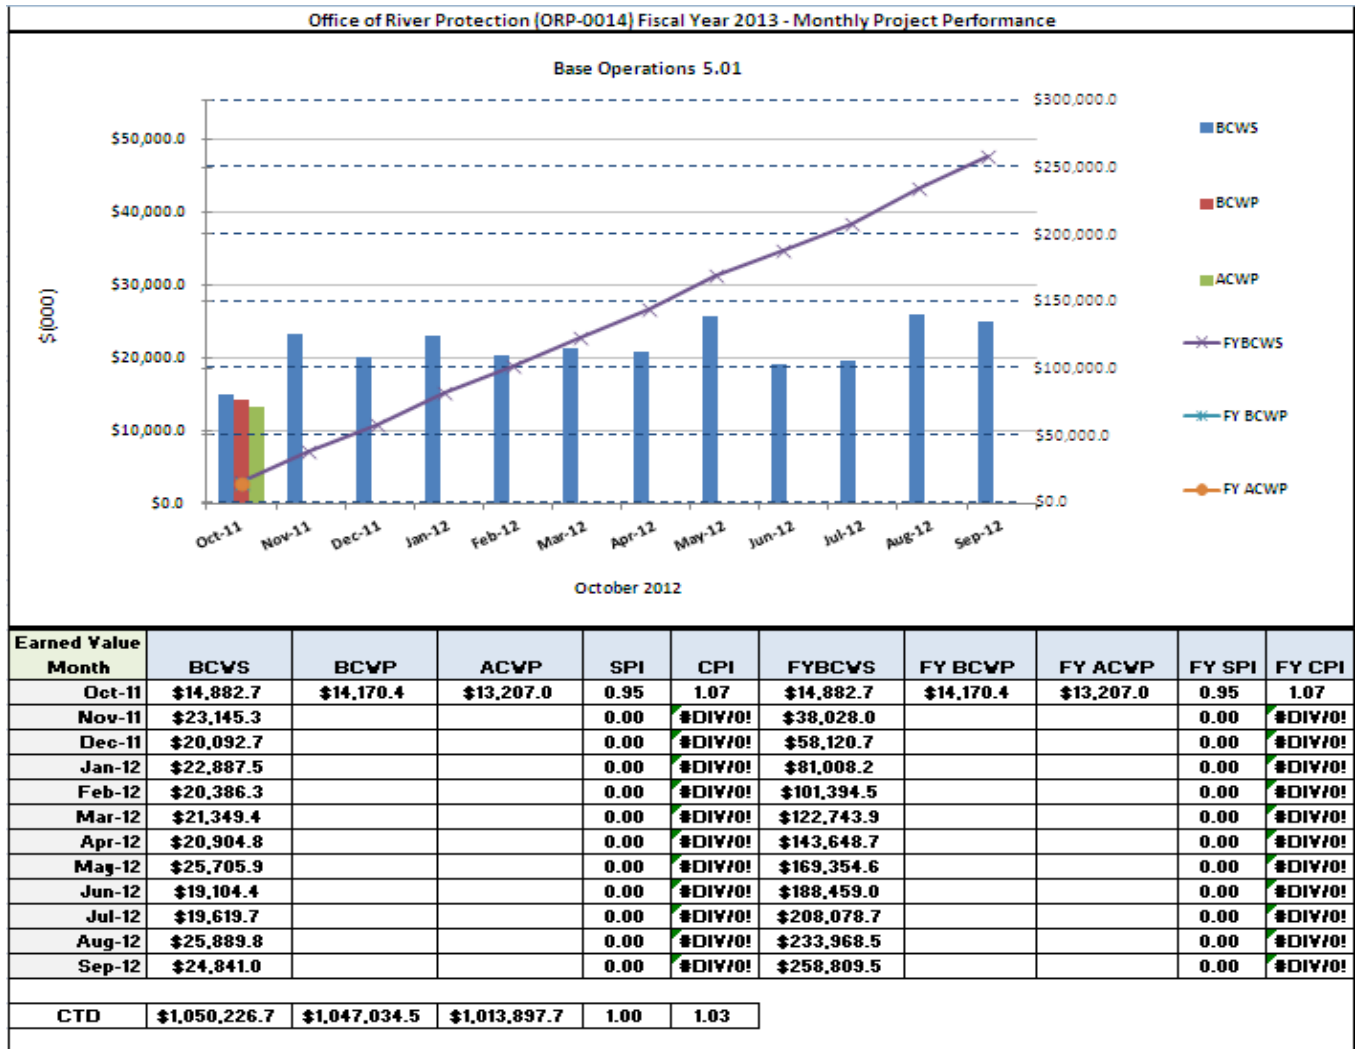 Office of River Protection (ORP-0014) Fiscal Year 2013 - Monthly Project Performance
Base Operations 5.01
$300,000.0
$50,000.0
$250,000.0
$40,000.0
$200,000.0
$30,000.0
$150,000.0
$20,000.0
$100,000.0
$10,000.0
$50,000.0
$0.0
$0.0
$(000)
BCWS
BCWP
ACWP
FYBCWS
FY BCWP
FY ACWP
Oct-11 Nov-11 Dec-11 Jan-12 Feb-12 Mar-12 Apr-12 May-12 Jun-12 Jul-12 Aug-12 Sep-12
October 2012
Earned Value
Month BCWS BCWP ACWP SPI CPI FYBCWS FY BCWP FY ACWP FY SPI FY CPI
Oct-11 $14,882.7 $14,170.4 $13,207.0 0.95 1.07 $14,882.7 $14,170.4 $13,207.0 0.95 1.07
Nov-11 $23,145.3 0.00 #DIV/0! $38,028.0 0.00 #DIV/0!
Dec-11 $20,092.7 0.00 #DIV/0! $58,120.7 0.00 #DIV/0!
Jan-12 $22,887.5 0.00 #DIV/0! $81,008.2 0.00 #DIV/0!
Feb-12 $20,386.3 0.00 #DIV/0! $101,394.5 0.00 #DIV/0!
Mar-12 $21,349.4 0.00 #DIV/0! $122,743.9 0.00 #DIV/0!
Apr-12 $20,904.8 0.00 #DIV/0! $143,648.7 0.00 #DIV/0!
May-12 $25,705.9 0.00 #DIV/0! $169,354.6 0.00 #DIV/0!
Jun-12 $19,104.4 0.00 #DIV/0! $188,459.0 0.00 #DIV/0!
Jul-12 $19,619.7 0.00 #DIV/0! $208,078.7 0.00 #DIV/0!
Aug-12 $25,889.8 0.00 #DIV/0! $233,968.5 0.00 #DIV/0!
Sep-12 $24,841.0 0.00 #DIV/0! $258,809.5 0.00 #DIV/0!
CTD $1,050,226.7 $1,047,034.5 $1,013,897.7 1.00 1.03